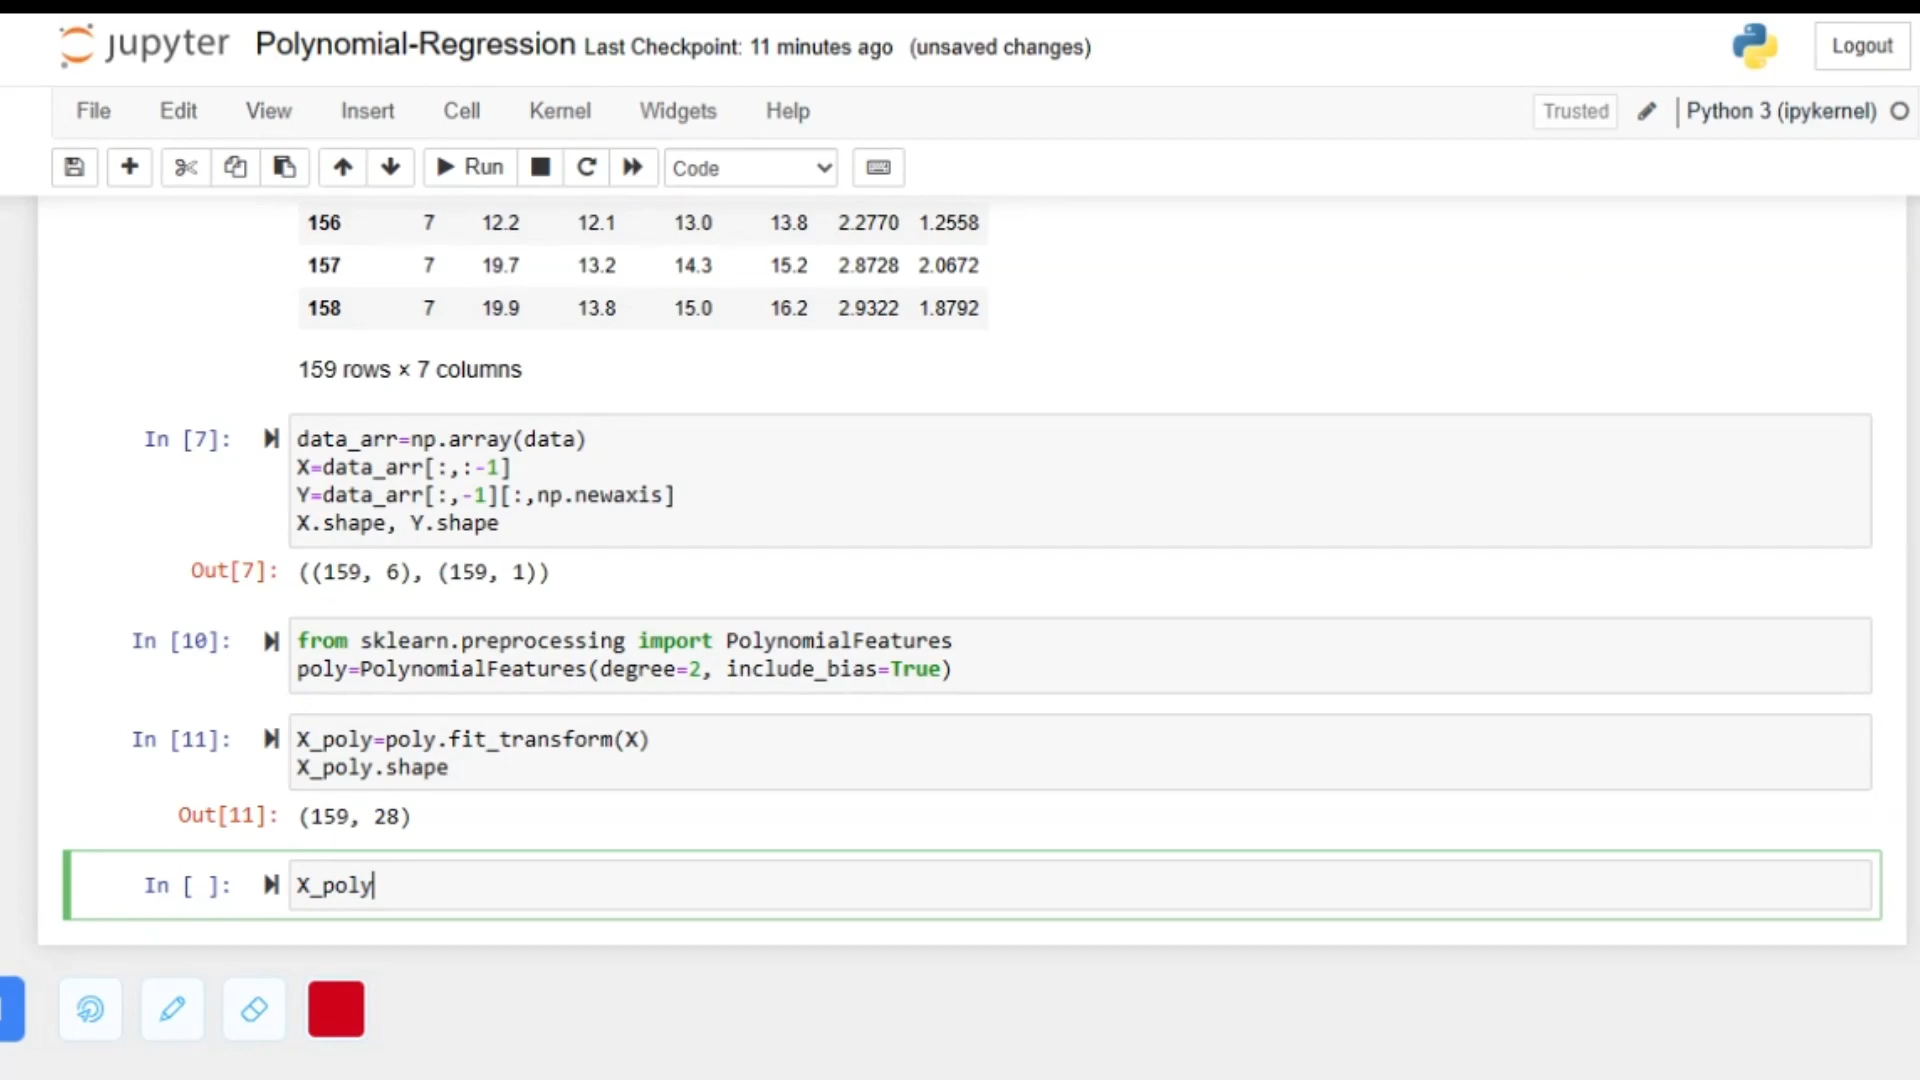 jupyter Polynomial-Regression Last Checkpoint: 11 minutes ago (unsaved changes) Logout
File Edit View Insert Cell Kernel Widgets Help Trusted Python 3 (ipykernel)
Run Code
156 7 12.2 12.1 13.0 13.8 2.2770 1.2558
157 7 19.7 13.2 14.3 15.2 2.8728 2.0672
158 7 19.9 13.8 15.0 16.2 2.9322 1.8792
159 rows × 7 columns
In [7]: data_arr=np.array(data)
X=data_arr[:,:-1]
Y=data_arr[:,-1][:,np.newaxis]
X.shape, Y.shape
Out[7]: ((159, 6), (159, 1))
In [10]: from sklearn.preprocessing import PolynomialFeatures
poly=PolynomialFeatures(degree=2, include_bias=True)
In [11]: X_poly=poly.fit_transform(X)
X_poly.shape
Out[11]: (159, 28)
In [ ]: X_poly